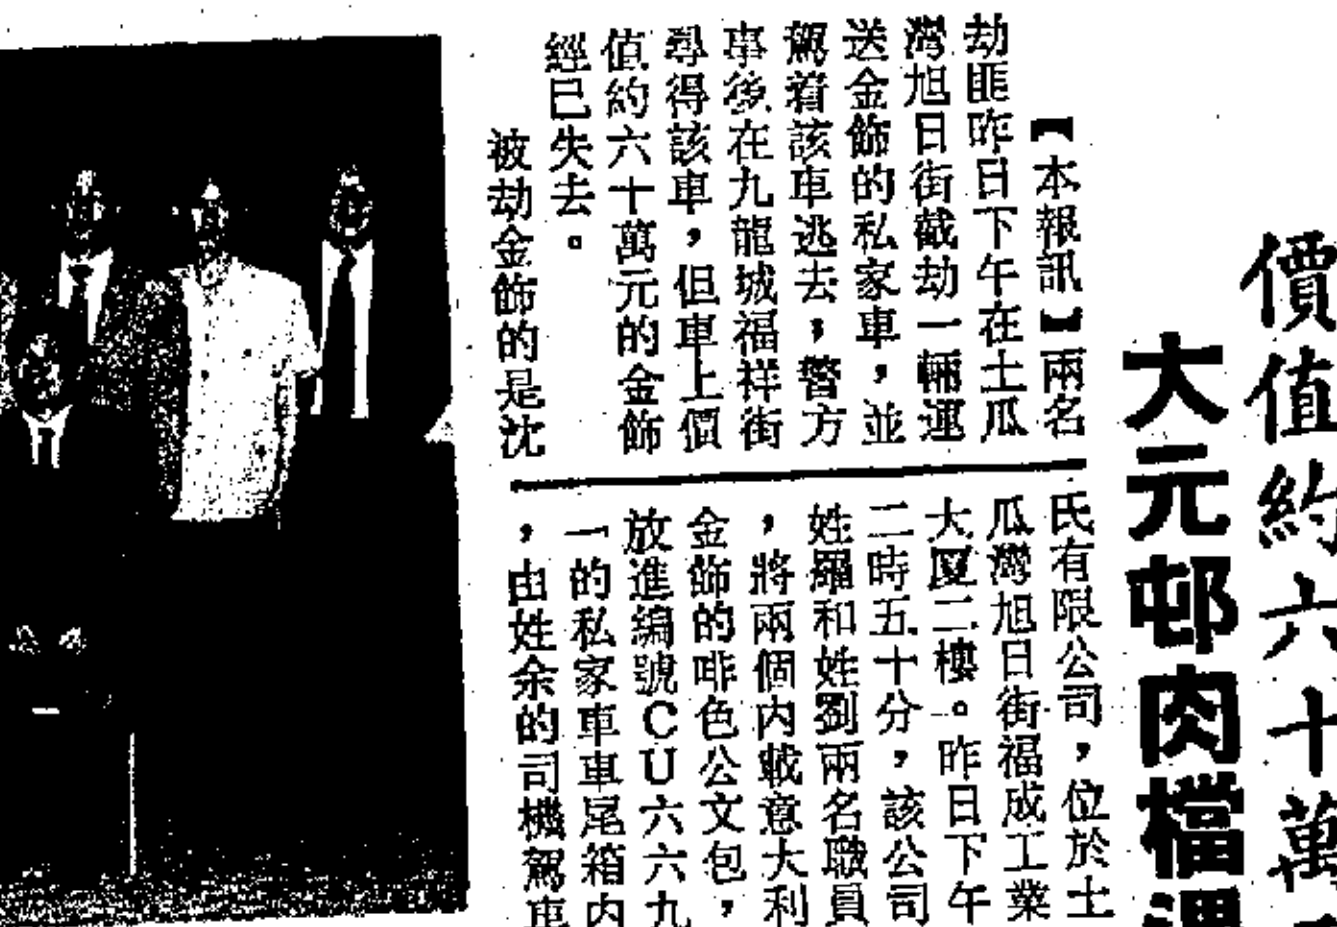 價值約六十萬
大元邨肉檔
【本報訊】兩名
劫匪昨日下午在土瓜
灣旭日街截劫一輛運
送金飾的私家車，並
駕着該車逃去，警方
事後在九龍城福祥街
尋得該車，但車上價
值約六十萬元的金飾
經已失去。
被劫金飾的是沈
氏有限公司，位於土
瓜灣旭日街福成工業
大厦二樓。昨日下午
二時五十分，該公司
姓羅和姓劉兩名職員
，將兩個內載意大利
金飾的啡色公文包，
放進編號CU六六九
一的私家車車尾箱內
，由姓余的司機駕車